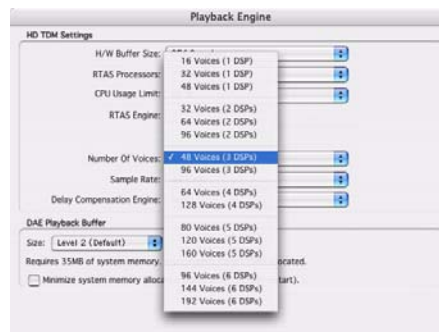 Playback Engine
HD TDM Settings
H/W Buffer Size:
RTAS Processors:
CPU Usage Limit:
RTAS Engine:
Number Of Voices:
Sample Rate:
Delay Compensation Engine:
16 Voices (1 DSP)
32 Voices (1 DSP)
48 Voices (1 DSP)
32 Voices (2 DSPs)
64 Voices (2 DSPs)
96 Voices (2 DSPs)
✓ 48 Voices (3 DSPs)
96 Voices (3 DSPs)
64 Voices (4 DSPs)
128 Voices (4 DSPs)
80 Voices (5 DSPs)
120 Voices (5 DSPs)
160 Voices (5 DSPs)
96 Voices (6 DSPs)
144 Voices (6 DSPs)
192 Voices (6 DSPs)
DAE Playback Buffer
Size: Level 2 (Default)
Requires 35MB of system memory.
Minimize system memory